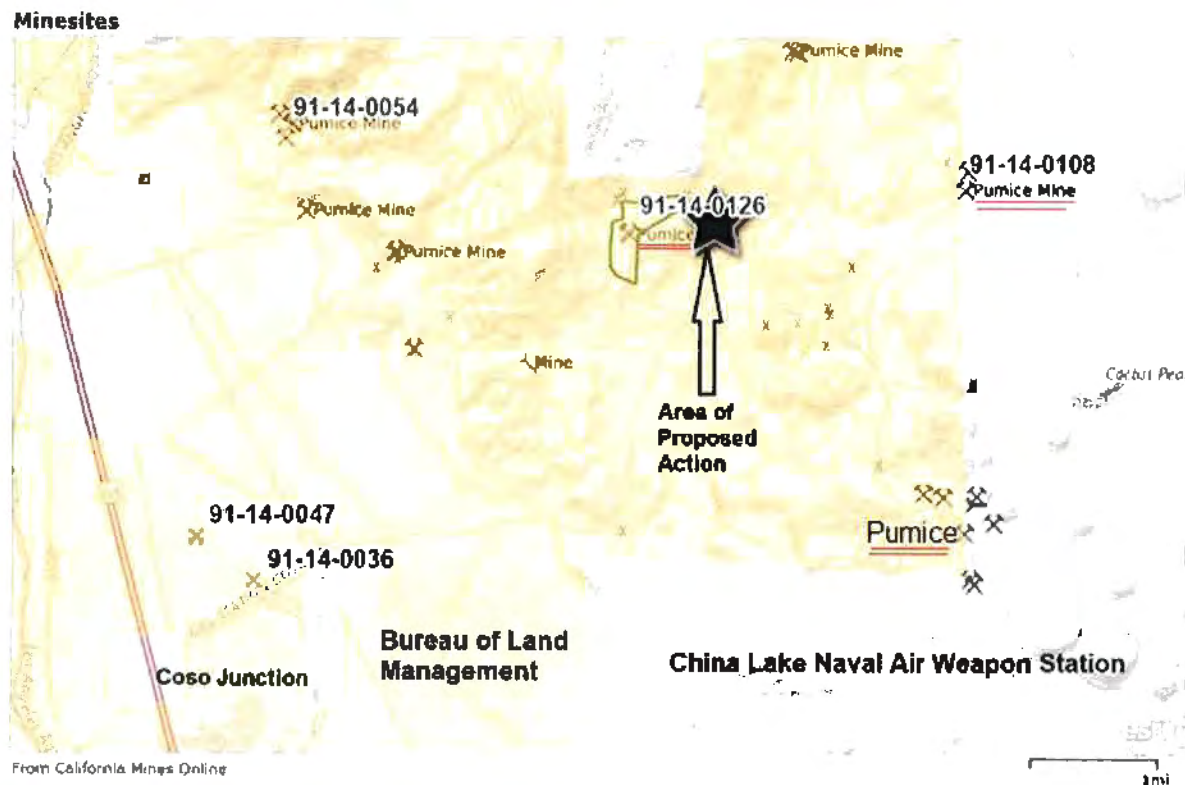 Minesites
Pumice Mine
91-14-0054
Pumice Mine
91-14-0108
Pumice Mine
91-14-0126
Pumice
Pumice Mine
Pumice Mine
Mine
Area of
Proposed
Action
91-14-0047
Pumice
91-14-0036
Bureau of Land
Management
China Lake Naval Air Weapon Station
Coso Junction
From California Mines Online
1mi